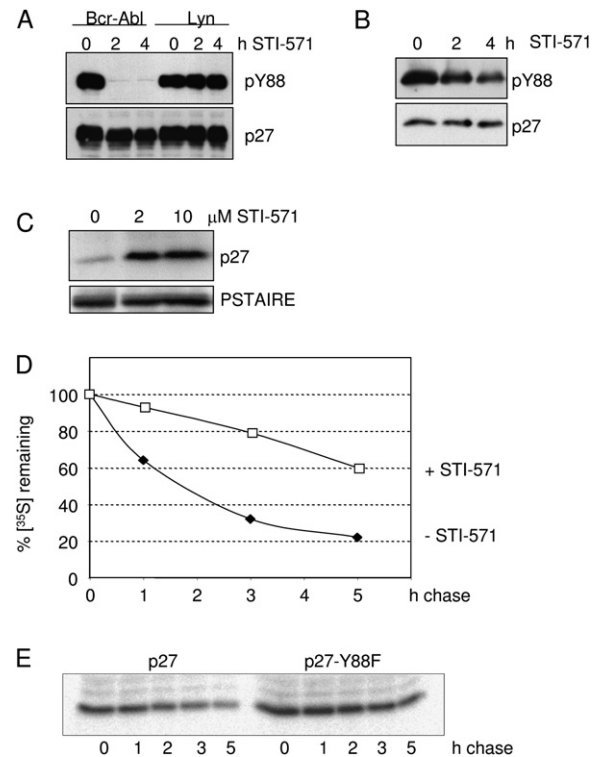 A
Bcr-Abl Lyn
0 2 4 0 2 4 h STI-571
pY88
p27
B
0 2 4 h STI-571
pY88
p27
C
0 2 10 μM STI-571
p27
PSTAIRE
D
% [35S] remaining
100
80
60
40
20
0
+ STI-571
- STI-571
0 1 2 3 4 5 h chase
E
p27 p27-Y88F
0 1 2 3 5 0 1 2 3 5 h chase